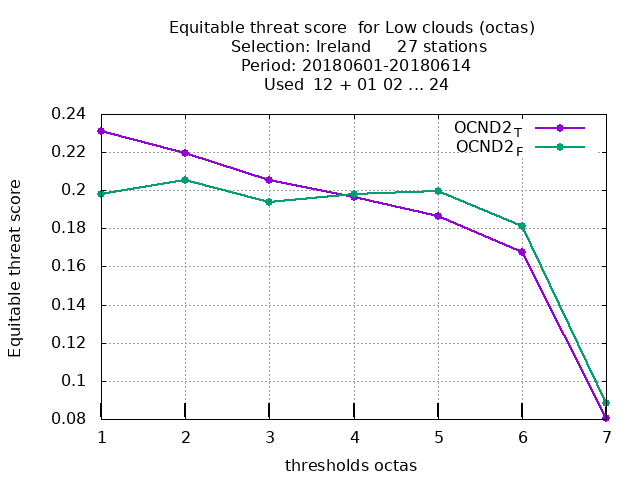 Equitable threat score  for Low clouds (octas)
Selection: Ireland     27 stations
Period: 20180601-20180614
Used  12 + 01 02 ... 24
OCND2T
OCND2F
Equitable threat score
0.24
0.22
0.2
0.18
0.16
0.14
0.12
0.1
0.08
1 2 3 4 5 6 7
thresholds octas